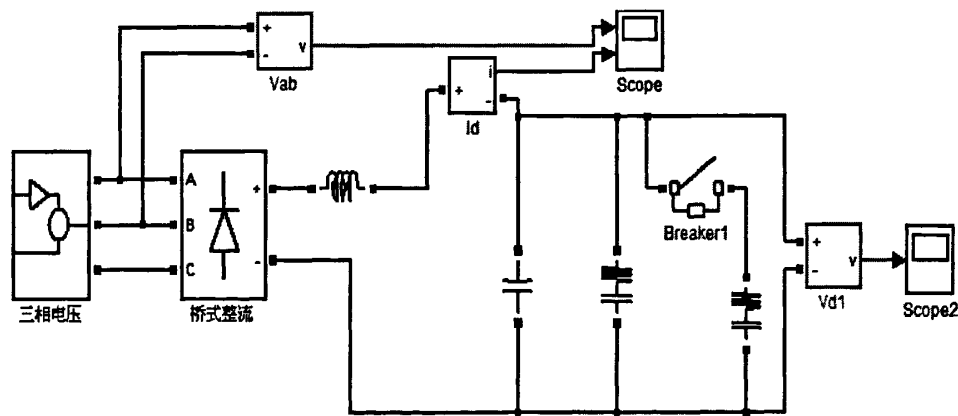 +
-
v
Vab
Scope
i
+
-
Id
A
B
C
+
-
三相电压
桥式整流
Breaker1
+
-
v
Vd1
Scope2